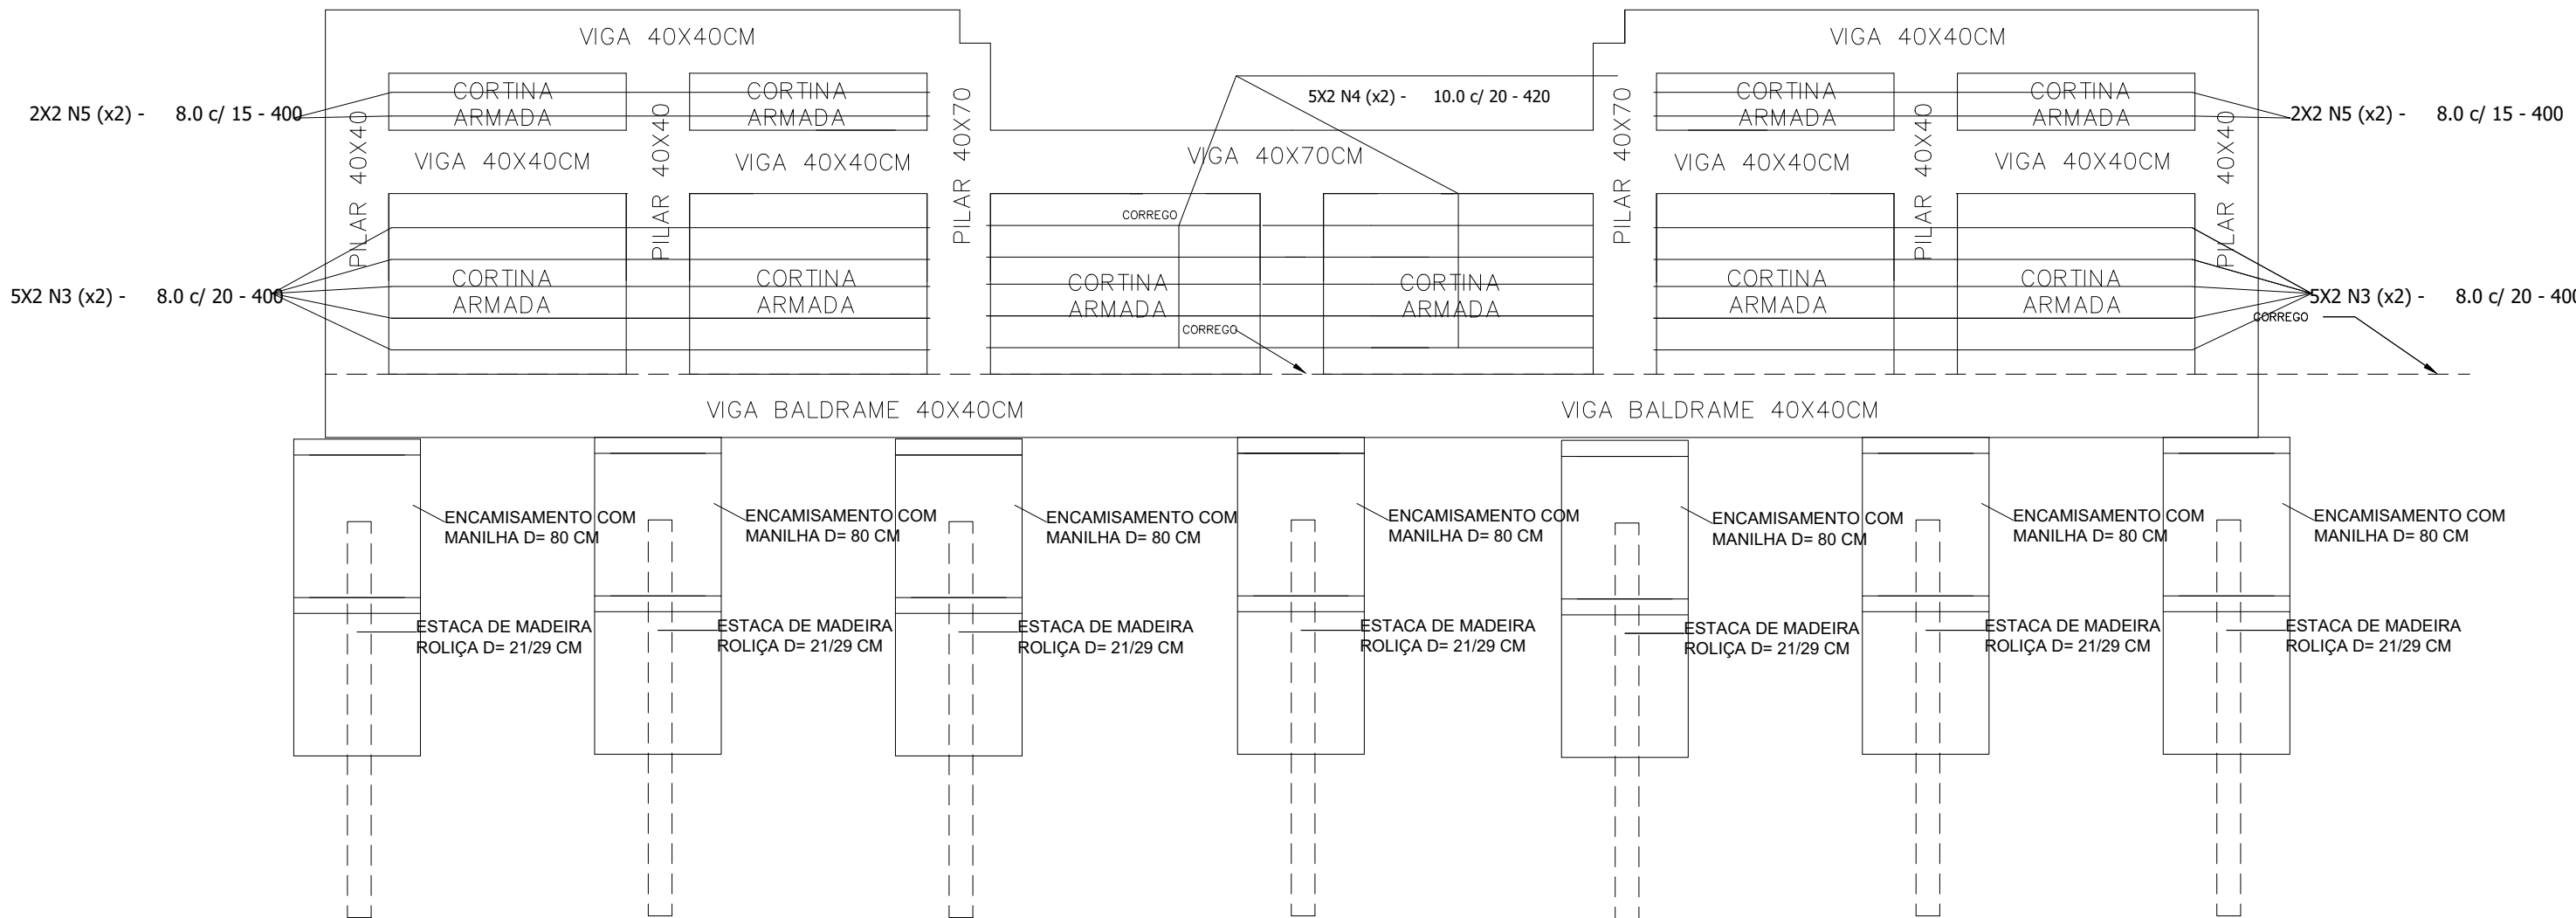 VIGA 40X40CM
VIGA 40X40CM
CORTINA
ARMADA
CORTINA
ARMADA
5X2 N4 (x2) - 10.0 c/ 20 - 420
CORTINA
ARMADA
CORTINA
ARMADA
2X2 N5 (x2) - 8.0 c/ 15 - 400
2X2 N5 (x2) - 8.0 c/ 15 - 400
PILAR 40X40
PILAR 40X40
PILAR 40X70
PILAR 40X70
PILAR 40X40
PILAR 40X40
VIGA 40X40CM
VIGA 40X40CM
VIGA 40X70CM
VIGA 40X40CM
VIGA 40X40CM
CORREGO
5X2 N3 (x2) - 8.0 c/ 20 - 400
CORTINA
ARMADA
CORTINA
ARMADA
CORTINA
ARMADA
CORTINA
ARMADA
CORTINA
ARMADA
CORTINA
ARMADA
5X2 N3 (x2) - 8.0 c/ 20 - 400
CORREGO
CORREGO
VIGA BALDRAME 40X40CM
VIGA BALDRAME 40X40CM
ENCAMISAMENTO COM
MANILHA D= 80 CM
ENCAMISAMENTO COM
MANILHA D= 80 CM
ENCAMISAMENTO COM
MANILHA D= 80 CM
ENCAMISAMENTO COM
MANILHA D= 80 CM
ENCAMISAMENTO COM
MANILHA D= 80 CM
ENCAMISAMENTO COM
MANILHA D= 80 CM
ENCAMISAMENTO COM
MANILHA D= 80 CM
ESTACA DE MADEIRA
ROLIÇA D= 21/29 CM
ESTACA DE MADEIRA
ROLIÇA D= 21/29 CM
ESTACA DE MADEIRA
ROLIÇA D= 21/29 CM
ESTACA DE MADEIRA
ROLIÇA D= 21/29 CM
ESTACA DE MADEIRA
ROLIÇA D= 21/29 CM
ESTACA DE MADEIRA
ROLIÇA D= 21/29 CM
ESTACA DE MADEIRA
ROLIÇA D= 21/29 CM